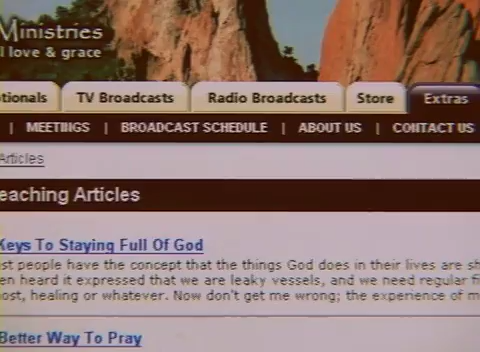 Ministries
l love & grace
otionals TV Broadcasts Radio Broadcasts Store Extras
| MEETINGS | BROADCAST SCHEDULE | ABOUT US | CONTACT US
Articles
eaching Articles
Keys To Staying Full Of God
st people have the concept that the things God does in their lives are sh
en heard it expressed that we are leaky vessels, and we need regular fi
ost, healing or whatever. Now don't get me wrong; the experience of m
Better Way To Pray